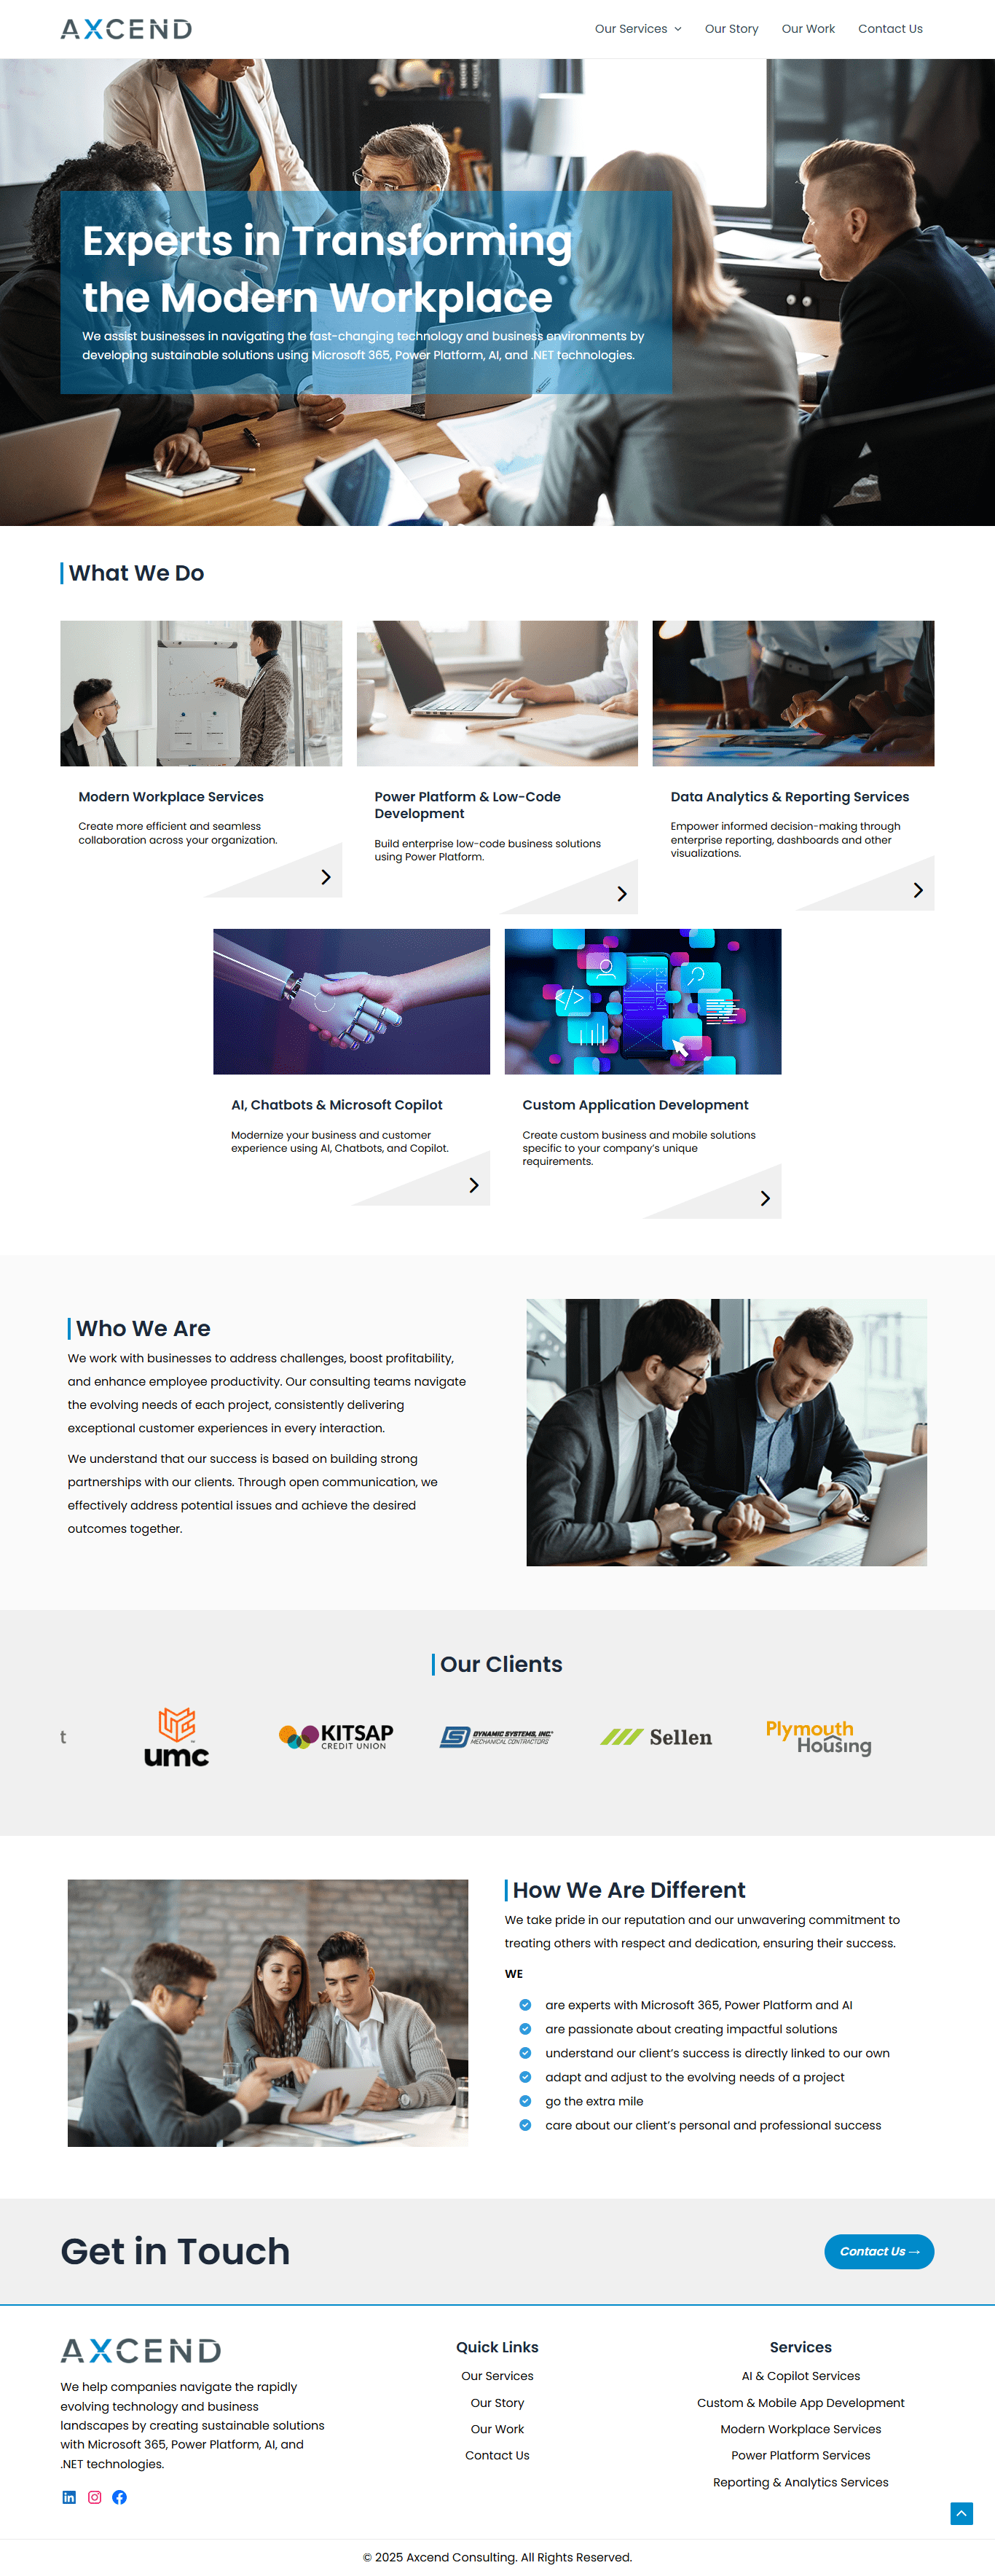 AXCEND
Our Services
Our Story
Our Work
Contact Us
Experts in Transforming
the Modern Workplace
We assist businesses in navigating the fast-changing technology and business environments by
developing sustainable solutions using Microsoft 365, Power Platform, AI, and .NET technologies.
What We Do
Modern Workplace Services
Create more efficient and seamless
collaboration across your organization.
Power Platform & Low-Code
Development
Build enterprise low-code business solutions
using Power Platform.
Data Analytics & Reporting Services
Empower informed decision-making through
enterprise reporting, dashboards and other
visualizations.
AI, Chatbots & Microsoft Copilot
Modernize your business and customer
experience using AI, Chatbots, and Copilot.
Custom Application Development
Create custom business and mobile solutions
specific to your company's unique
requirements.
Who We Are
We work with businesses to address challenges, boost profitability,
and enhance employee productivity. Our consulting teams navigate
the evolving needs of each project, consistently delivering
exceptional customer experiences in every interaction.
We understand that our success is based on building strong
partnerships with our clients. Through open communication, we
effectively address potential issues and achieve the desired
outcomes together.
Our Clients
t
umc
KITSAP
CREDIT UNION
DYNAMIC SYSTEMS, INC.
MECHANICAL CONTRACTORS
Sellen
Plymouth
Housing
How We Are Different
We take pride in our reputation and our unwavering commitment to
treating others with respect and dedication, ensuring their success.
WE
are experts with Microsoft 365, Power Platform and AI
are passionate about creating impactful solutions
understand our client's success is directly linked to our own
adapt and adjust to the evolving needs of a project
go the extra mile
care about our client's personal and professional success
Get in Touch
Contact Us →
AXCEND
We help companies navigate the rapidly
evolving technology and business
landscapes by creating sustainable solutions
with Microsoft 365, Power Platform, AI, and
.NET technologies.
Quick Links
Our Services
Our Story
Our Work
Contact Us
Services
AI & Copilot Services
Custom & Mobile App Development
Modern Workplace Services
Power Platform Services
Reporting & Analytics Services
© 2025 Axcend Consulting. All Rights Reserved.